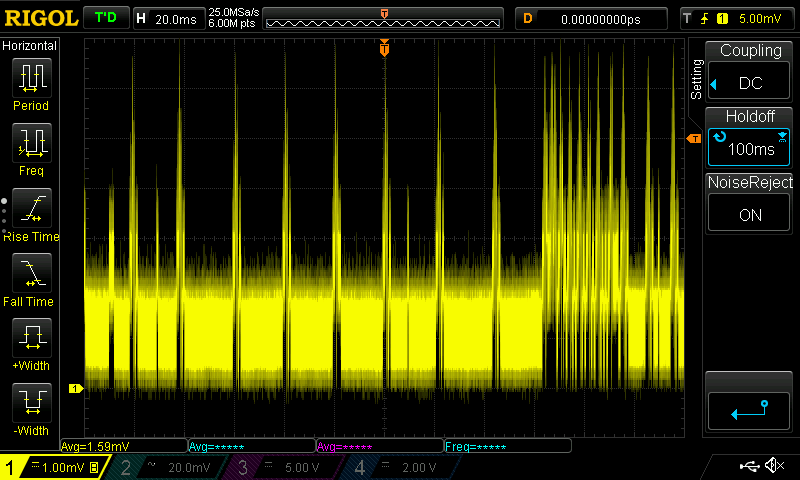 RIGOL T'D H 20.0ms 25.0MSa/s 6.00M pts T D 0.00000000ps T 1 5.00mV
Horizontal
Period
Freq
Rise Time
Fall Time
+Width
-Width
T
T
1
Setting
Coupling
DC
Holdoff
100ms
NoiseReject
ON
Avg=1.59mV Avg=***** Avg=***** Freq=*****
1 1.00mV B 2 20.0mV 3 5.00 V 4 2.00 V